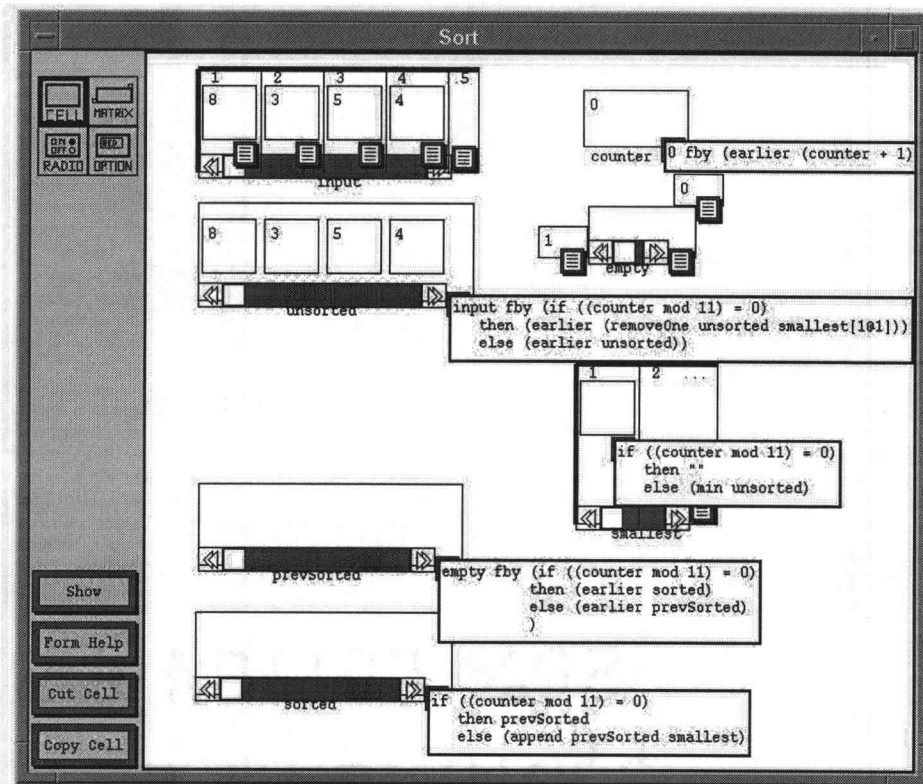 Sort
CELL MATRIX
RADIO OPTION
1 2 3 4 ..5
8 3 5 4
input
0
counter
0 fby (earlier (counter + 1)
0
1
empty
8 3 5 4
unsorted
input fby (if ((counter mod 11) = 0)
then (earlier (removeOne unsorted smallest[1@1]))
else (earlier unsorted))
1 2 ...
if ((counter mod 11) = 0)
then ""
else (min unsorted)
smallest
prevSorted
empty fby (if ((counter mod 11) = 0)
then (earlier sorted)
else (earlier prevSorted)
)
sorted
if ((counter mod 11) = 0)
then prevSorted
else (append prevSorted smallest)
Show
Form Help
Cut Cell
Copy Cell